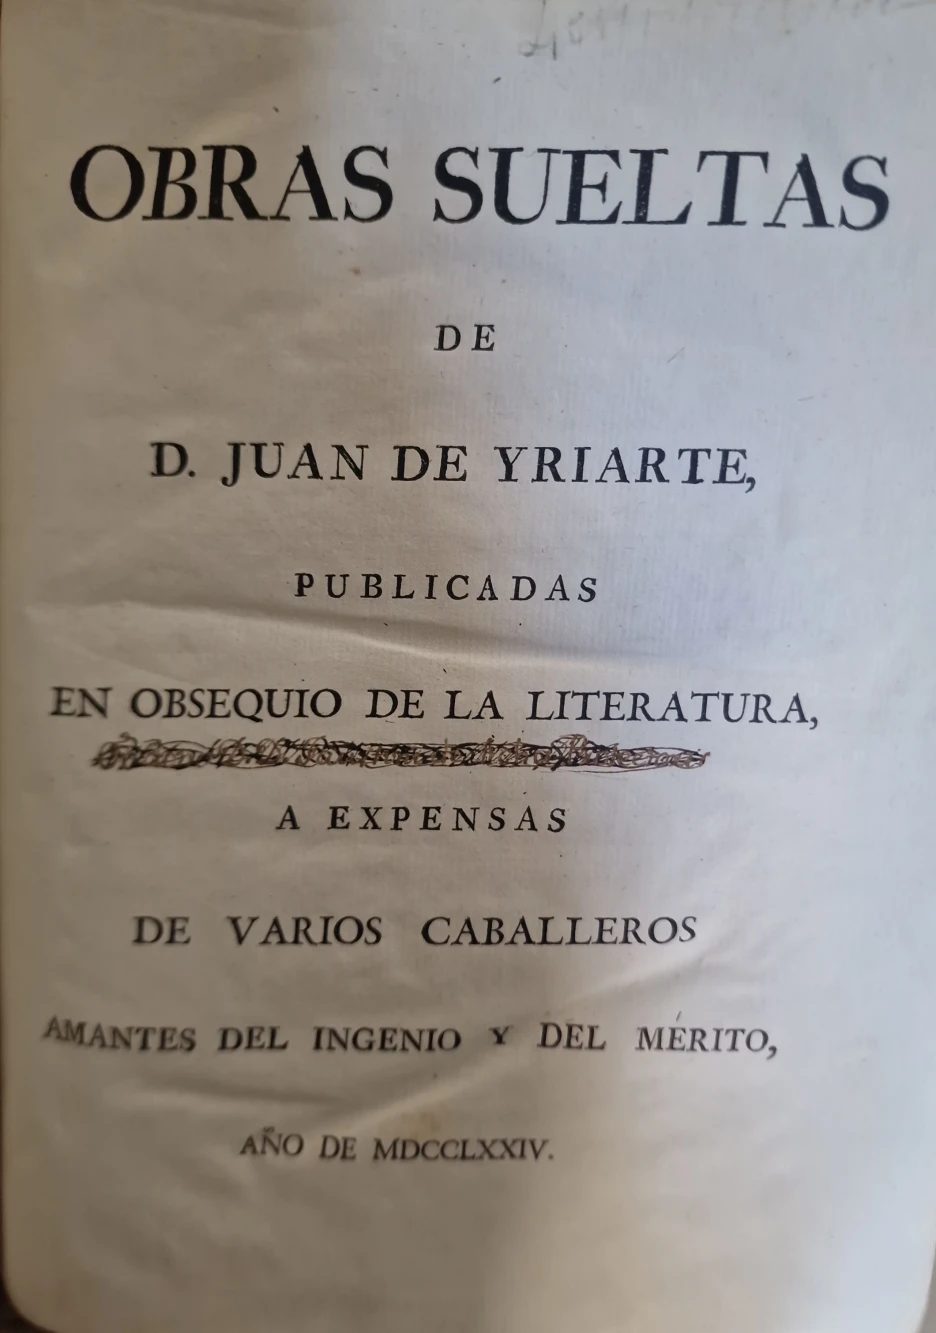 OBRAS SUELTAS
DE
D. JUAN DE YRIARTE,
PUBLICADAS
EN OBSEQUIO DE LA LITERATURA,
A EXPENSAS
DE VARIOS CABALLEROS
AMANTES DEL INGENIO Y DEL MÉRITO,
AÑO DE MDCCLXXIV.